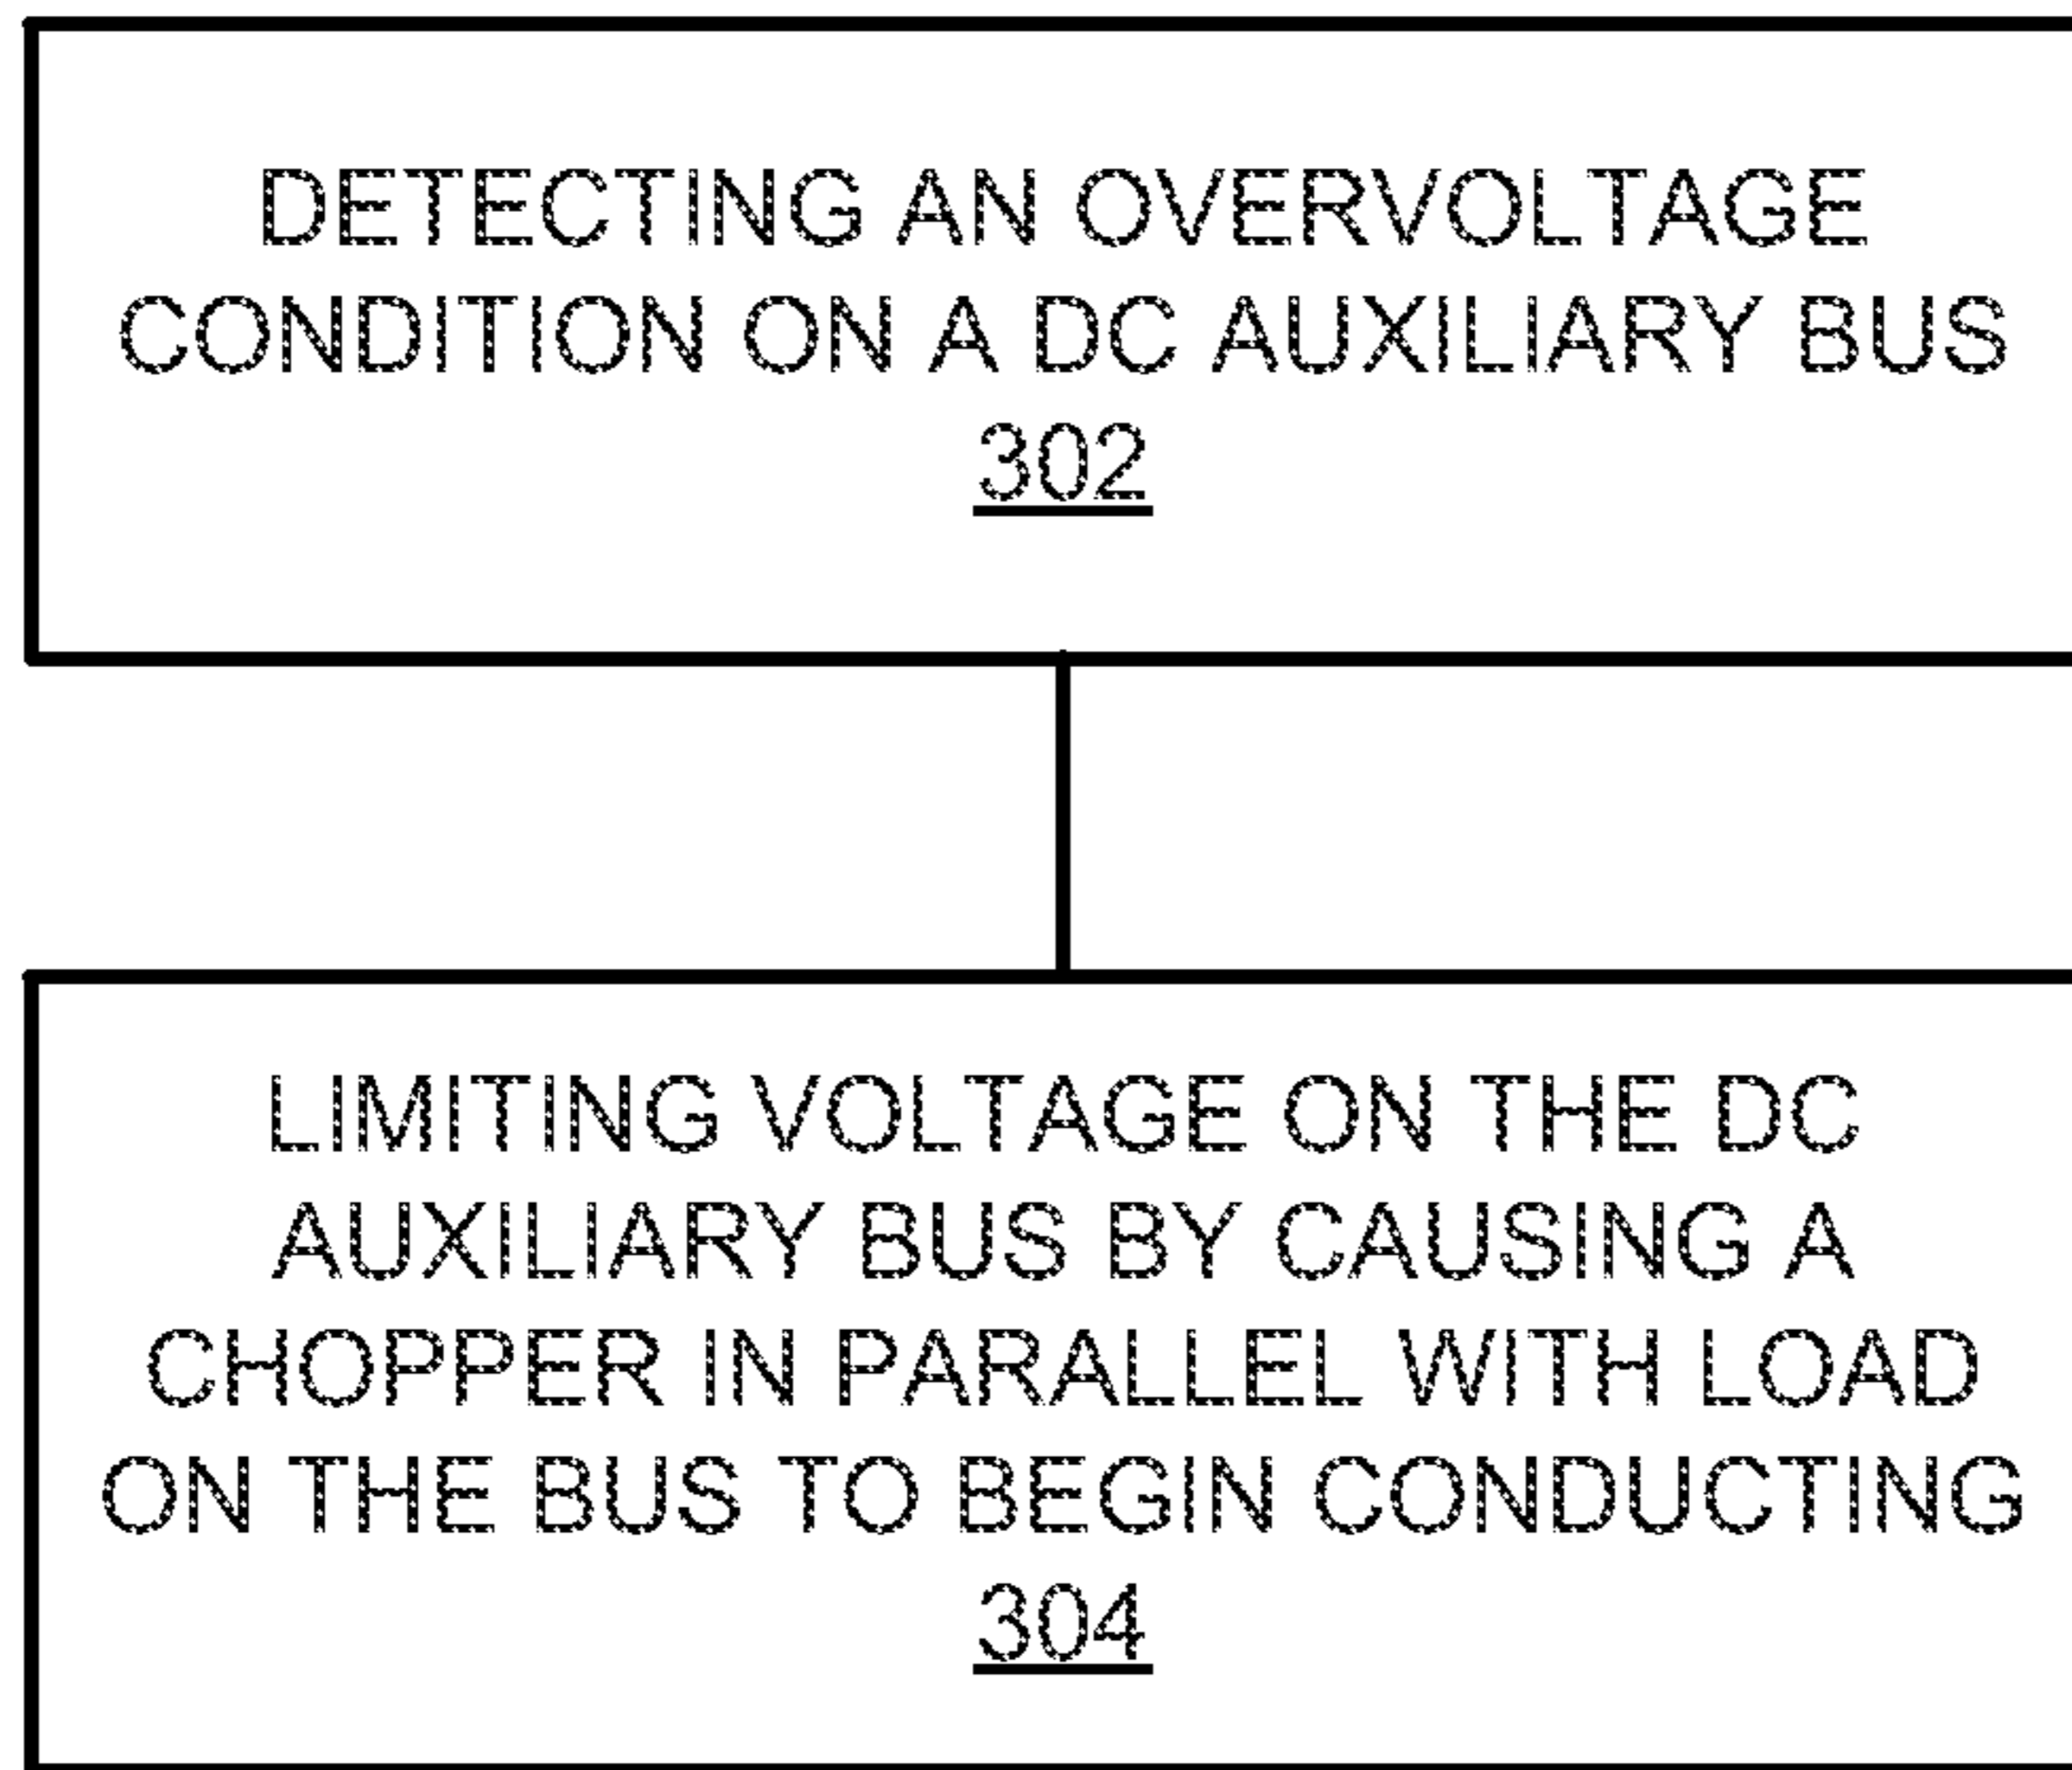 DETECTING AN OVERVOLTAGE
CONDITION ON A DC AUXILIARY BUS
302
LIMITING VOLTAGE ON THE DC
AUXILIARY BUS BY CAUSING A
CHOPPER IN PARALLEL WITH LOAD
ON THE BUS TO BEGIN CONDUCTING
304